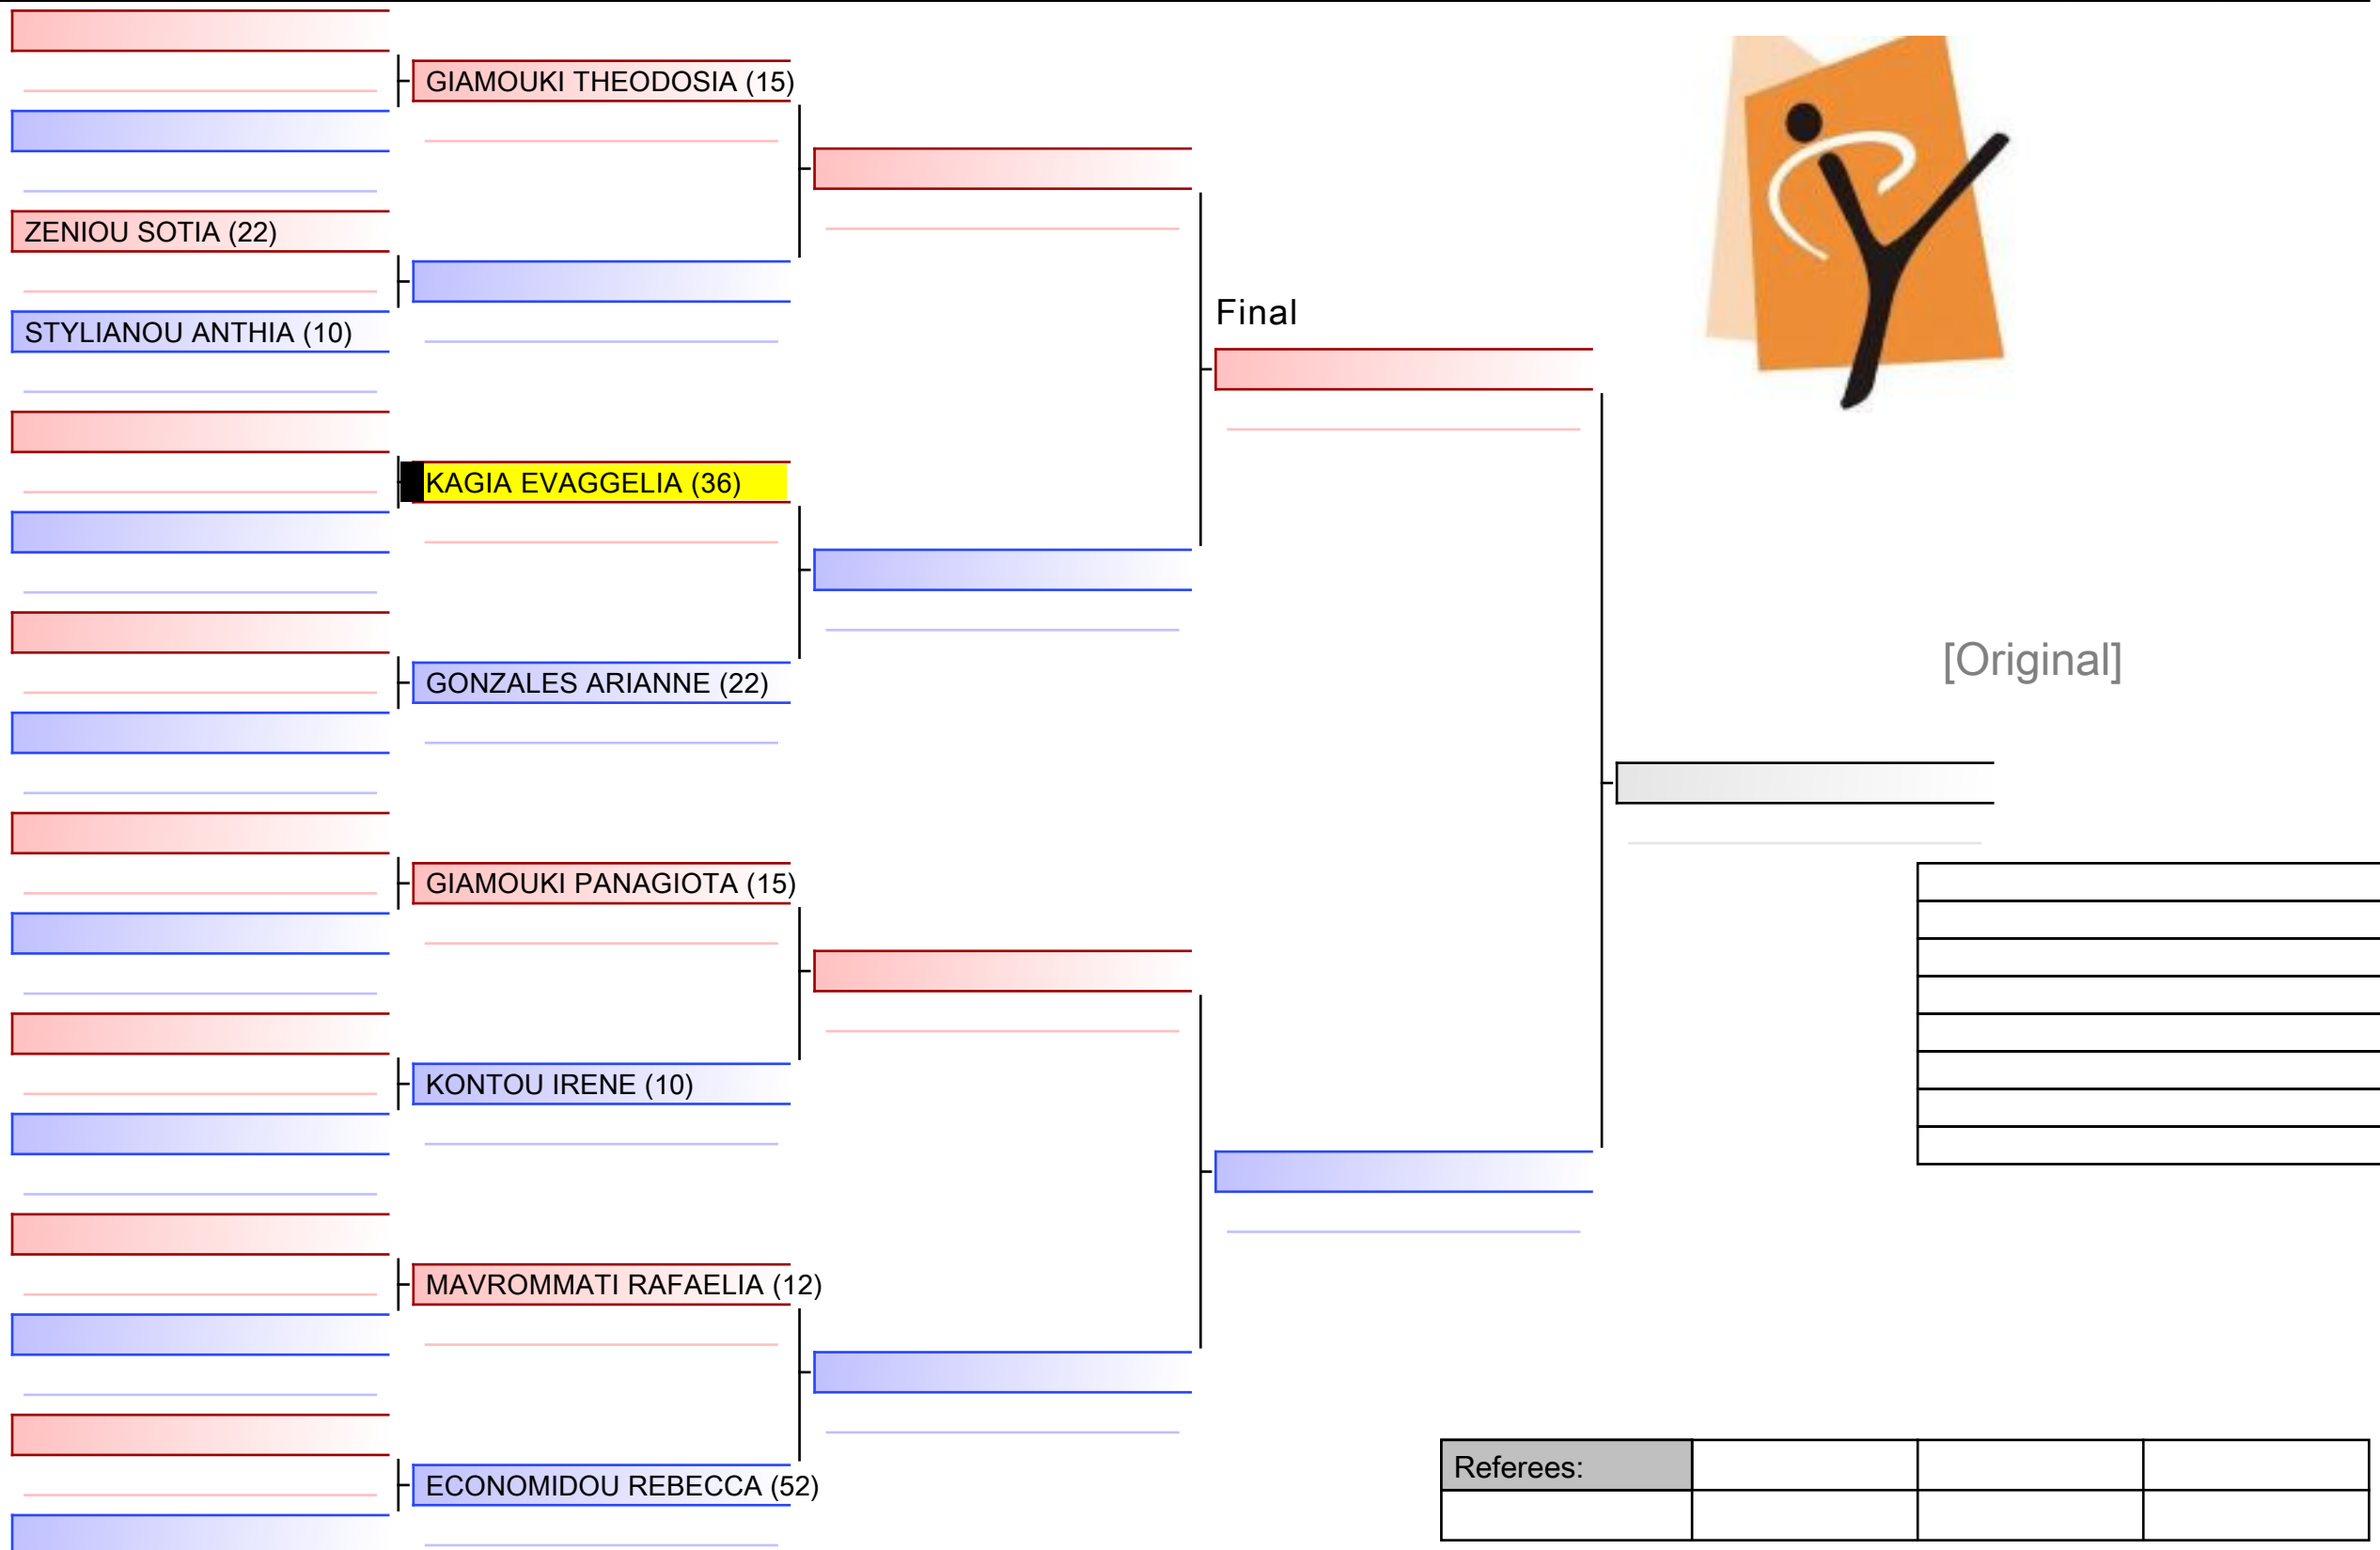 GIAMOUKI THEODOSIA (15)
ZENIOU SOTIA (22)
STYLIANOU ANTHIA (10)
Final
KAGIA EVAGGELIA (36)
[Original]
GONZALES ARIANNE (22)
GIAMOUKI PANAGIOTA (15)
KONTOU IRENE (10)
MAVROMMATI RAFAELIA (12)
ECONOMIDOU REBECCA (52)
Referees: